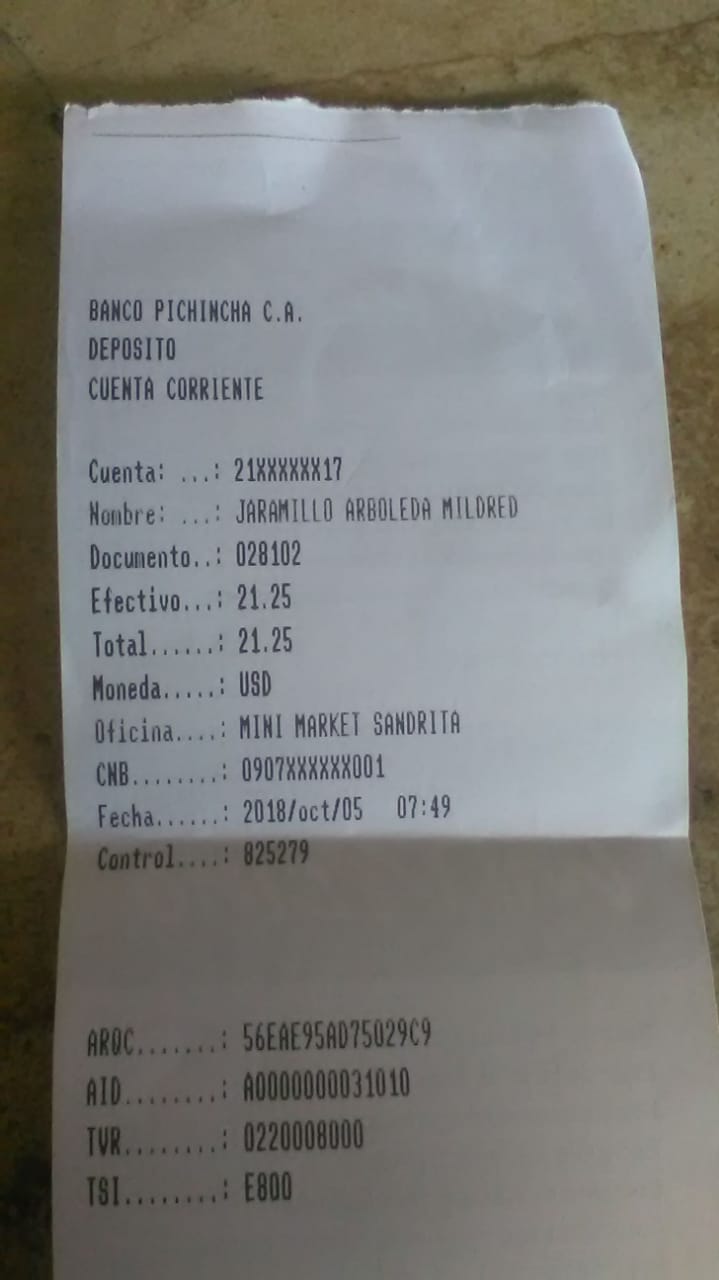 BANCO PICHINCHA C.A.
DEPOSITO
CUENTA CORRIENTE
Cuenta: ...: 21XXXXXX17
Nombre: ...: JARAMILLO ARBOLEDA MILDRED
Documento..: 028102
Efectivo...: 21.25
Total......: 21.25
Moneda.....: USD
Oficina....: MINI MARKET SANDRITA
CNB........: 0907XXXXXX001
Fecha......: 2018/oct/05 07:49
Control....: 825279
ARQC.......: 56EAE95AD75029C9
AID........: A0000000031010
TVR........: 0220008000
TSI........: E800